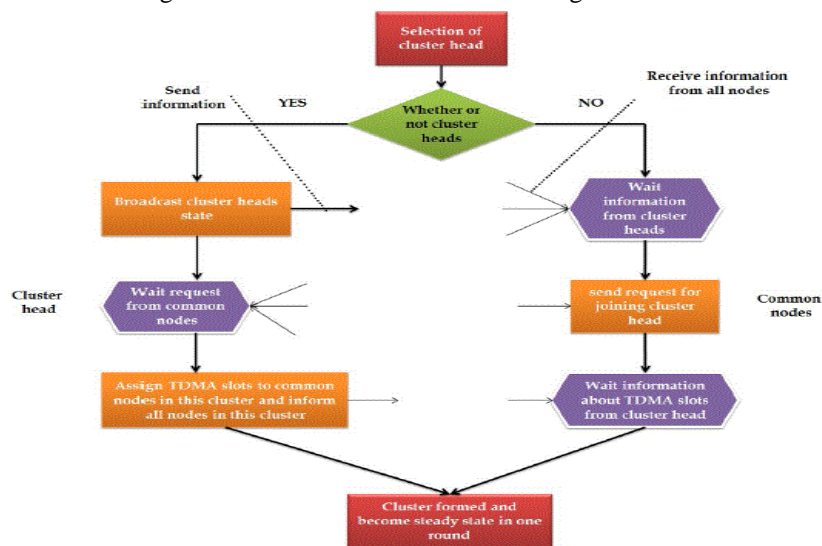 Selection of
cluster head
Send
information
YES
NO
Receive information
from all nodes
Whether or
not cluster
heads
Broadcast cluster heads
state
Wait
information
from cluster
heads
Cluster
head
Wait request
from common
nodes
send request for
joining cluster
head
Common
nodes
Assign TDMA slots to common
nodes in this cluster and inform
all nodes in this cluster
Wait information
about TDMA slots
from cluster head
Cluster formed and
become steady state in one
round